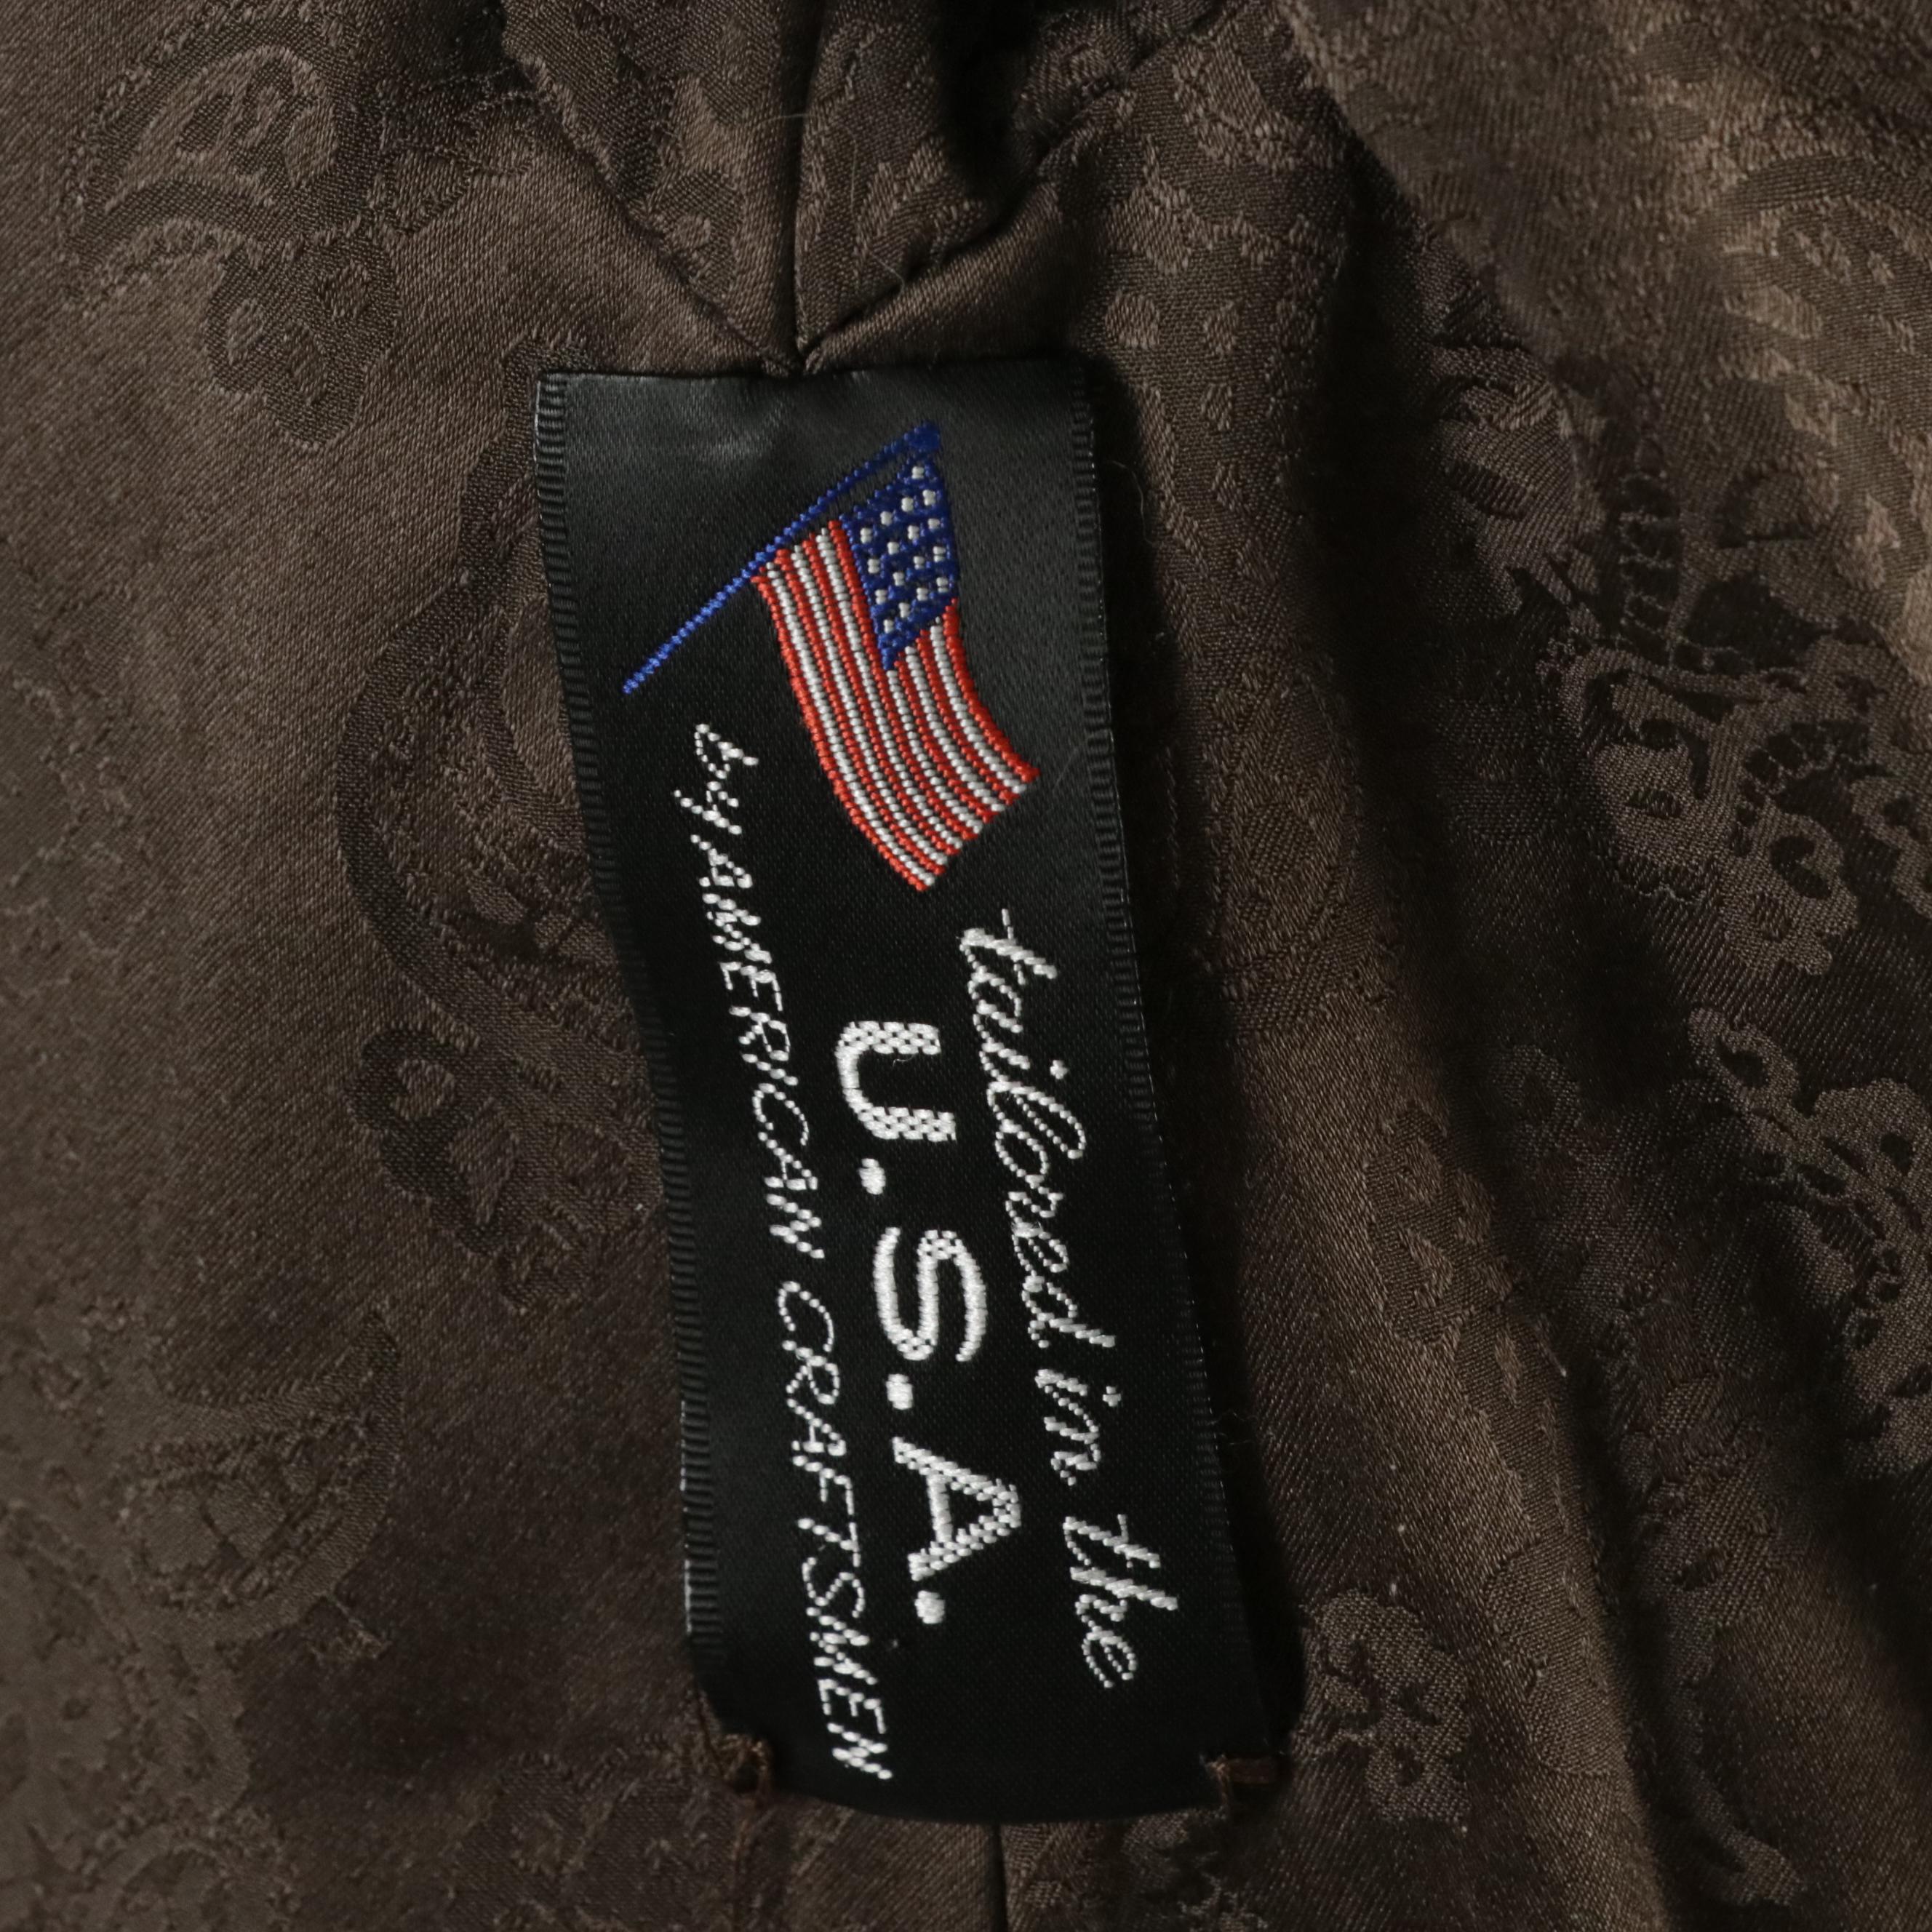 tailored in the
U.S.A.
by AMERICAN CRAFTSMEN